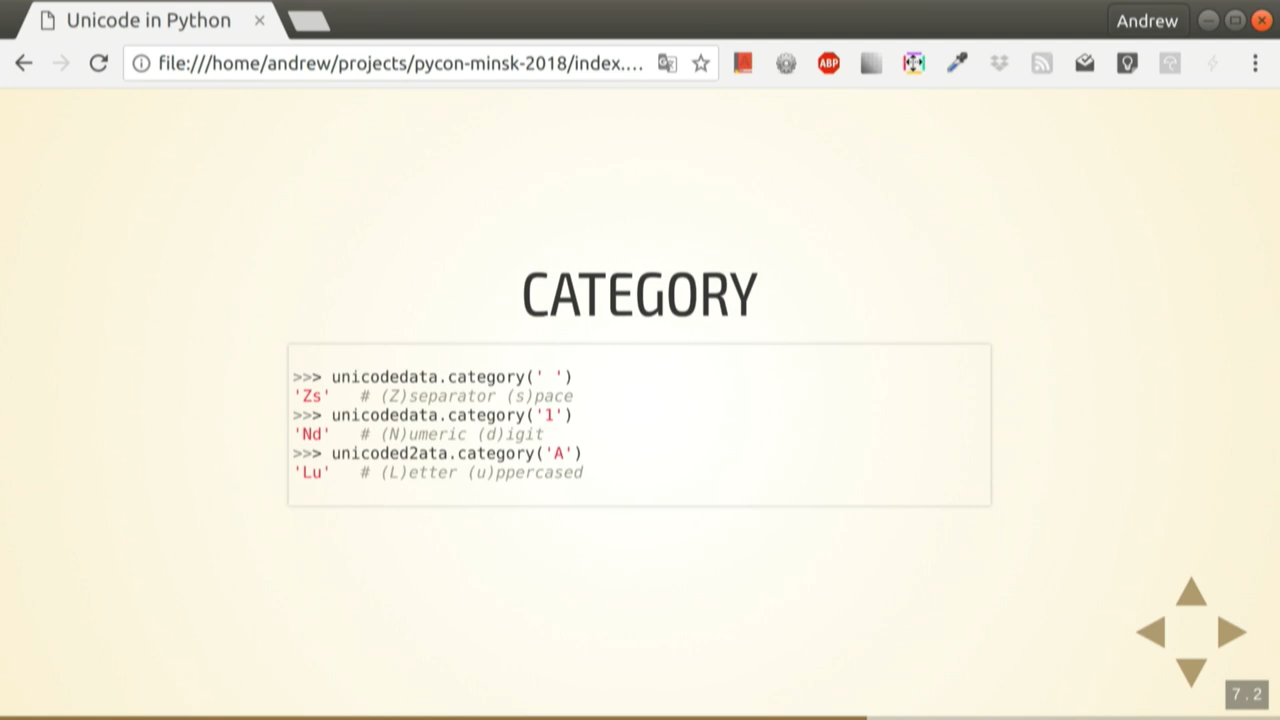 Unicode in Python
Andrew
file:///home/andrew/projects/pycon-minsk-2018/index....
ABP
CATEGORY
>>> unicodedata.category(' ')
'Zs'   # (Z)separator (s)pace
>>> unicodedata.category('1')
'Nd'   # (N)umeric (d)igit
>>> unicoded2ata.category('A')
'Lu'   # (L)etter (u)ppercased
7.2